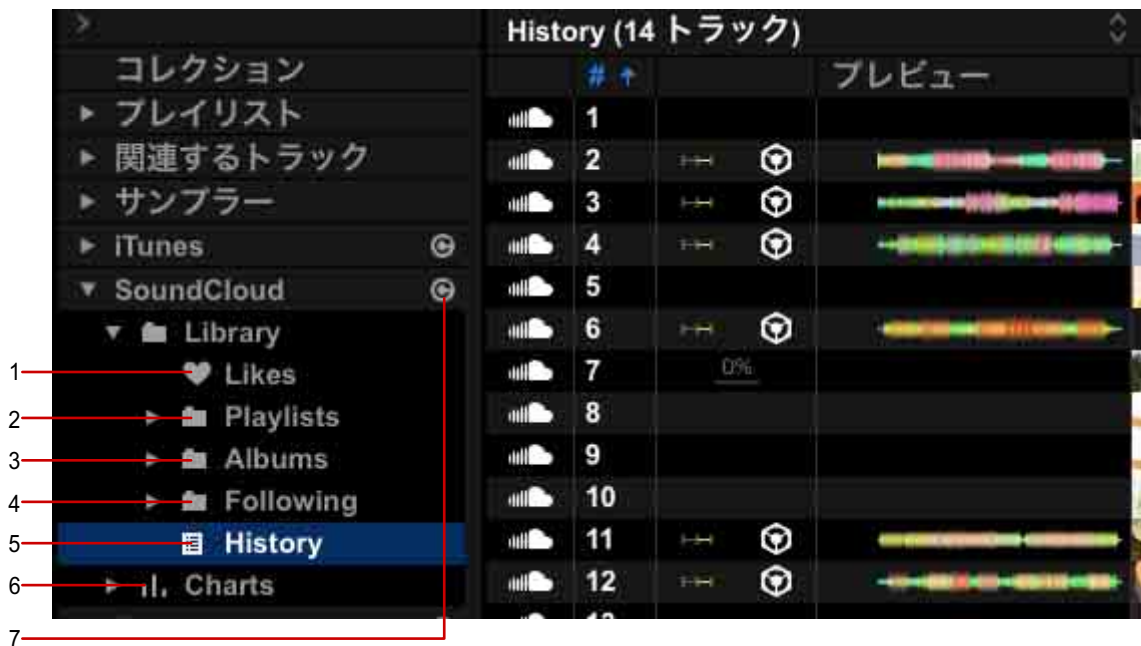 History (14 トラック)
# プレビュー
コレクション
プレイリスト
関連するトラック
サンプラー
iTunes
SoundCloud
Library
Likes
Playlists
Albums
Following
History
Charts
1
2
3
4
5
6
7
0%
8
9
10
11
12
1
2
3
4
5
6
7